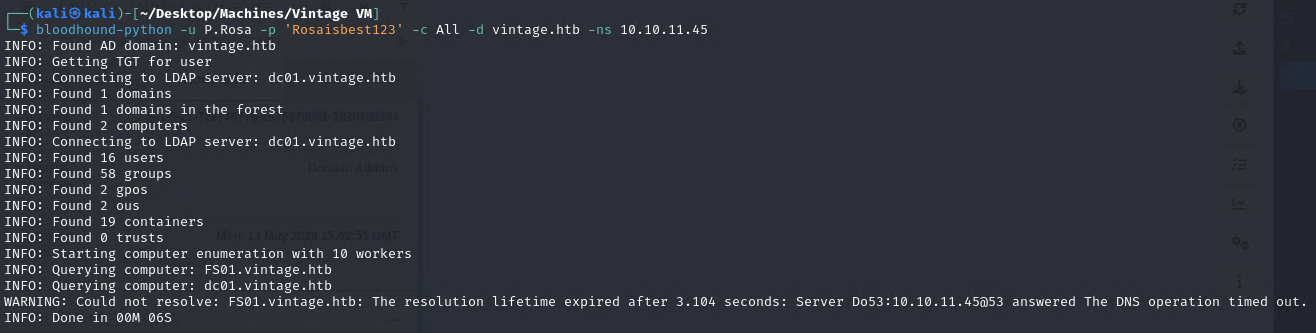 ┌──(kali㉿kali)-[~/Desktop/Machines/Vintage VM]
└─$ bloodhound-python -u P.Rosa -p 'Rosaisbest123' -c All -d vintage.htb -ns 10.10.11.45
INFO: Found AD domain: vintage.htb
INFO: Getting TGT for user
INFO: Connecting to LDAP server: dc01.vintage.htb
INFO: Found 1 domains
INFO: Found 1 domains in the forest
INFO: Found 2 computers
INFO: Connecting to LDAP server: dc01.vintage.htb
INFO: Found 16 users
INFO: Found 58 groups
Domain Admins
INFO: Found 2 gpos
INFO: Found 2 ous
INFO: Found 19 containers
INFO: Found 0 trusts
INFO: Starting computer enumeration with 10 workers
INFO: Querying computer: FS01.vintage.htb
INFO: Querying computer: dc01.vintage.htb
WARNING: Could not resolve: FS01.vintage.htb: The resolution lifetime expired after 3.104 seconds: Server Do53:10.10.11.45@53 answered The DNS operation timed out.
INFO: Done in 00M 06S